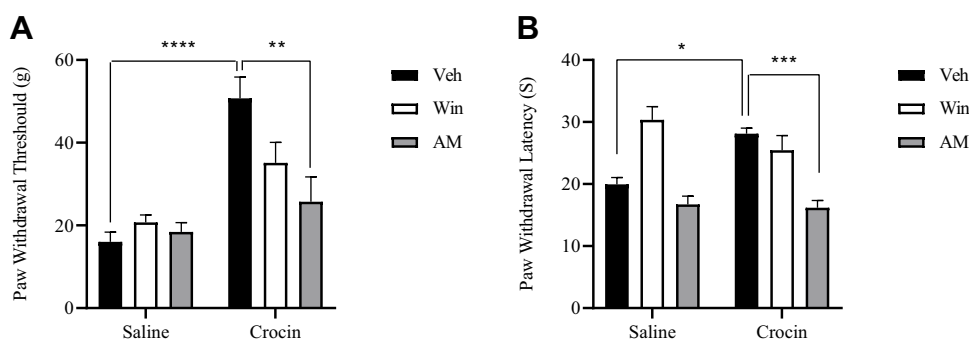 A
Paw Withdrawal Threshould (g)
60
40
20
0
****
**
Saline
Crocin
Veh
Win
AM
B
Paw Withdrawal Latency (S)
40
30
20
10
0
*
***
Saline
Crocin
Veh
Win
AM